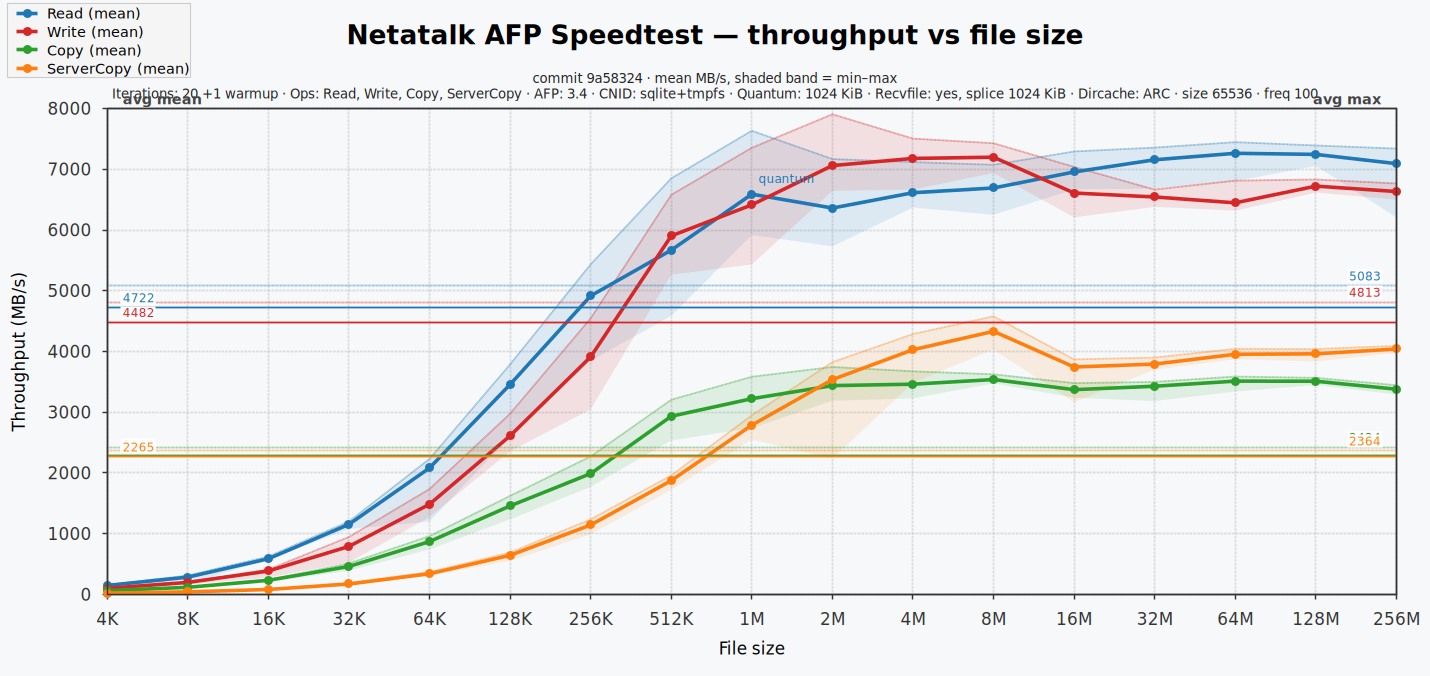 Read (mean)
Write (mean)
Copy (mean)
ServerCopy (mean)
Netatalk AFP Speedtest — throughput vs file size
commit 9a58324 · mean MB/s, shaded band = min–max
Iterations: 20 +1 warmup · Ops: Read, Write, Copy, ServerCopy · AFP: 3.4 · CNID: sqlite+tmpfs · Quantum: 1024 KiB · Recvfile: yes, splice 1024 KiB · Dircache: ARC · size 65536 · freq 100
avg mean
avg max
8000
7000
6000
5000
4000
3000
2000
1000
0
Throughput (MB/s)
quantum
4722
4482
2265
5083
4813
2364
4K 8K 16K 32K 64K 128K 256K 512K 1M 2M 4M 8M 16M 32M 64M 128M 256M
File size